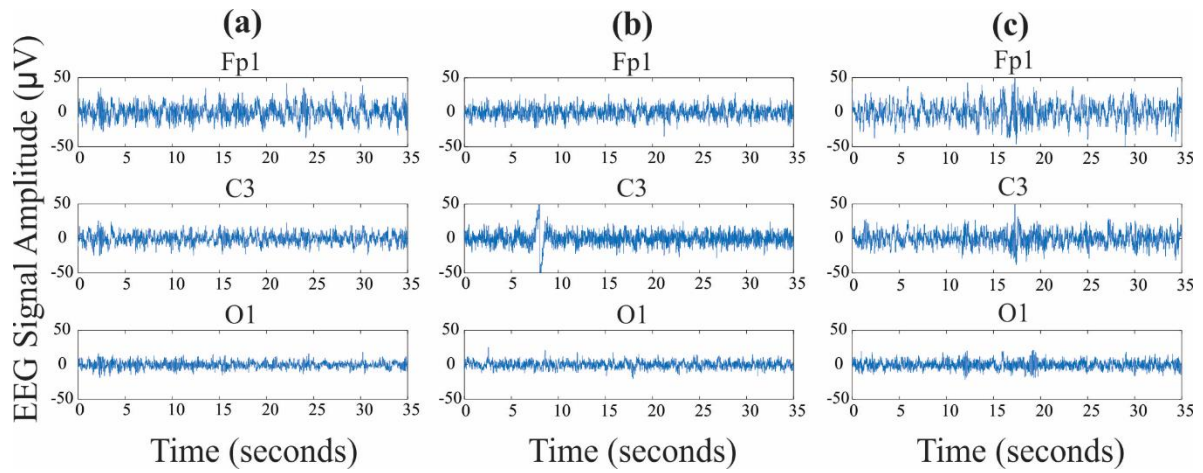 (a) (b) (c)
EEG Signal Amplitude (µV)
Fp1 Fp1 Fp1
50 50 50
0 0 0
-50 -50 -50
0 5 10 15 20 25 30 35 0 5 10 15 20 25 30 35 0 5 10 15 20 25 30 35
C3 C3 C3
50 50 50
0 0 0
-50 -50 -50
0 5 10 15 20 25 30 35 0 5 10 15 20 25 30 35 0 5 10 15 20 25 30 35
O1 O1 O1
50 50 50
0 0 0
-50 -50 -50
0 5 10 15 20 25 30 35 0 5 10 15 20 25 30 35 0 5 10 15 20 25 30 35
Time (seconds) Time (seconds) Time (seconds)